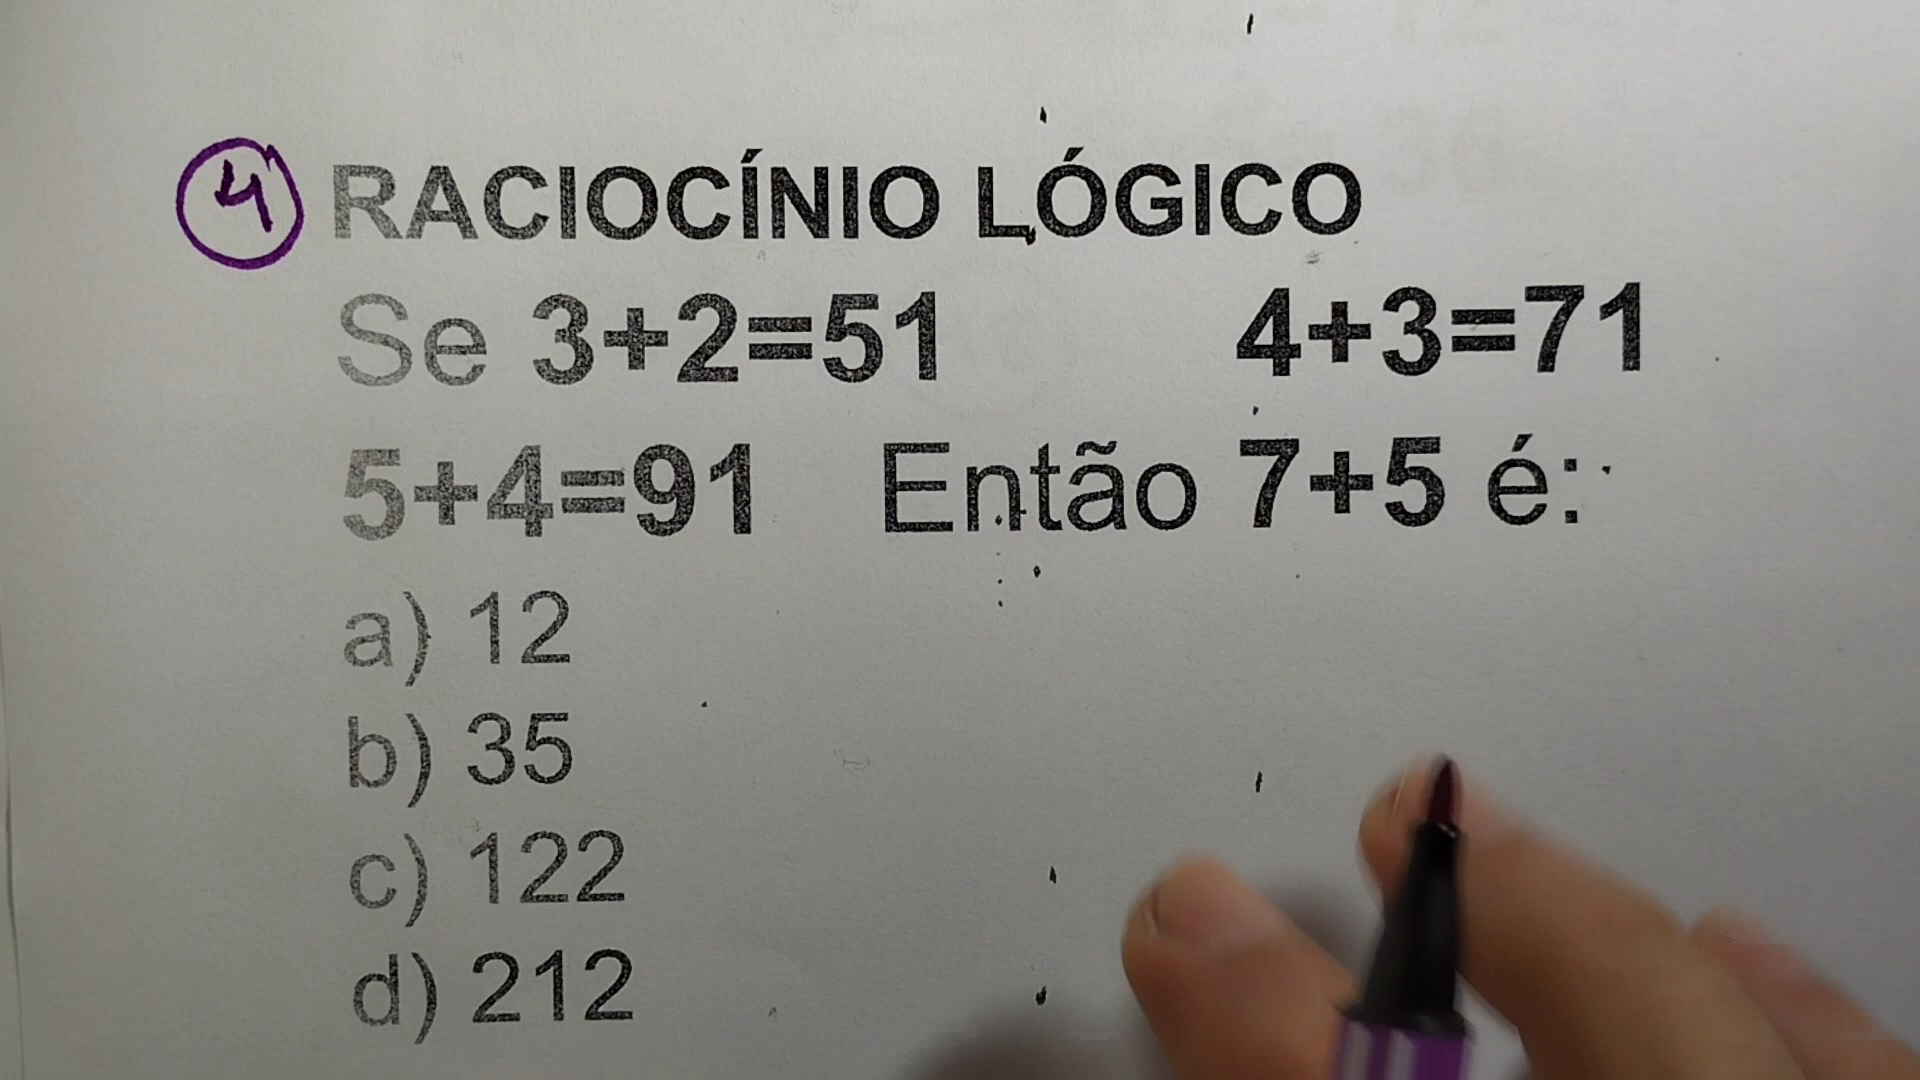 4 RACIOCÍNIO LÓGICO
Se 3+2=51 4+3=71
5+4=91 Então 7+5 é:
a) 12
b) 35
c) 122
d) 212